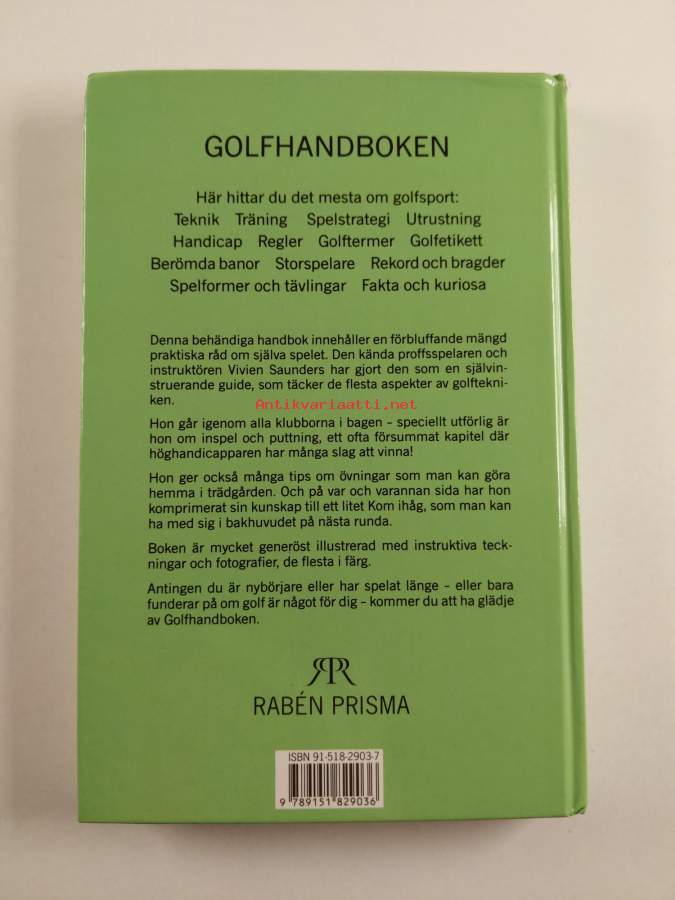 GOLFHANDBOKEN
Här hittar du det mesta om golfsport:
Teknik Träning Spelstrategi Utrustning
Handicap Regler Golftermer Golfetikett
Berömda banor Storspelare Rekord och bragder
Spelformer och tävlingar Fakta och kuriosa
Denna behändiga handbok innehåller en förbluffande mängd
praktiska råd om själva spelet. Den kända proffsspelaren och
instruktören Vivien Saunders har gjort den som en självin-
struerande guide, som täcker de flesta aspekter av golftekni-
ken.
Antikvariaatti.net
Hon går igenom alla klubborna i bagen – speciellt utförlig är
hon om inspel och puttning, ett ofta försummat kapitel där
höghandicapparen har många slag att vinna!
Hon ger också många tips om övningar som man kan göra
hemma i trädgården. Och på var och varannan sida har hon
komprimerat sin kunskap till ett litet Kom ihåg, som man kan
ha med sig i bakhuvudet på nästa runda.
Boken är mycket generöst illustrerad med instruktiva teck-
ningar och fotografier, de flesta i färg.
Antingen du är nybörjare eller har spelat länge – eller bara
funderar på om golf är något för dig – kommer du att ha glädje
av Golfhandboken.
RABÉN PRISMA
ISBN 91-518-2903-7
9 789151 829036